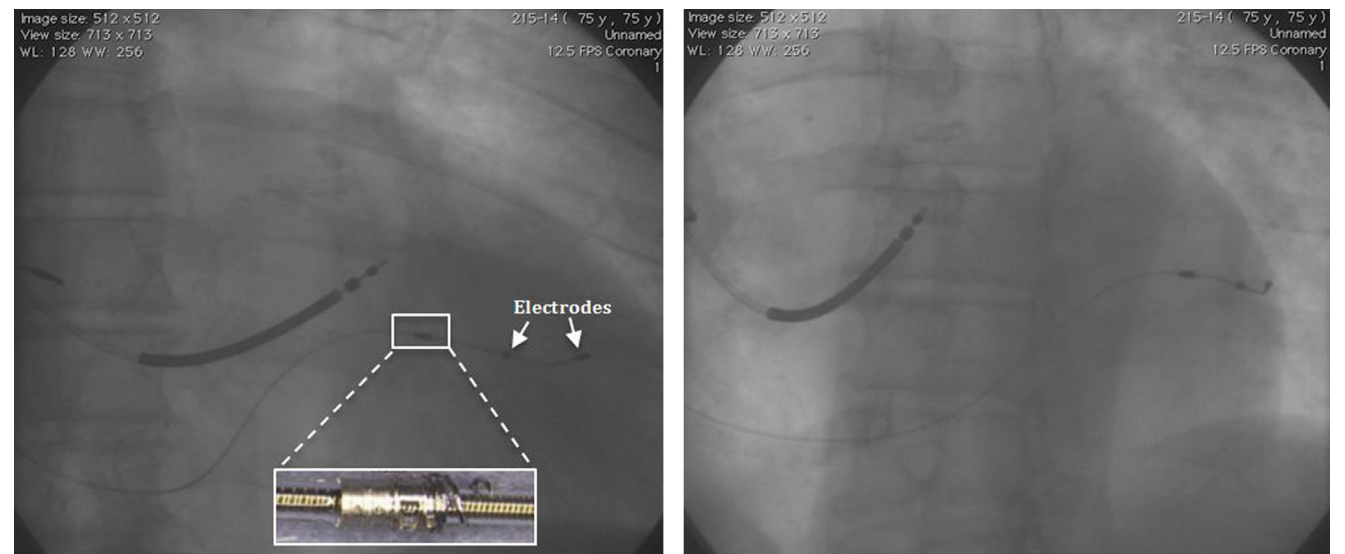 Image size: 512 x 512
View size: 713 x 713
WL: 128 WW: 256
215-14 ( 75 y , 75 y )
Unnamed
12.5 FPS Coronary
1
Electrodes
Image size: 512 x 512
View size: 713 x 713
WL: 128 WW: 256
215-14 ( 75 y , 75 y )
Unnamed
12.5 FPS Coronary
1